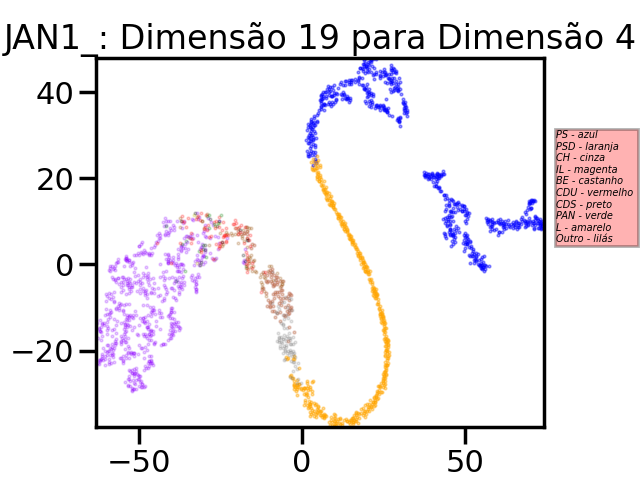 JAN1_: Dimensão 19 para Dimensão 4
40
20
0
−20
−50
0
50
PS - azul
PSD - laranja
CH - cinza
IL - magenta
BE - castanho
CDU - vermelho
CDS - preto
PAN - verde
L - amarelo
Outro - lilás